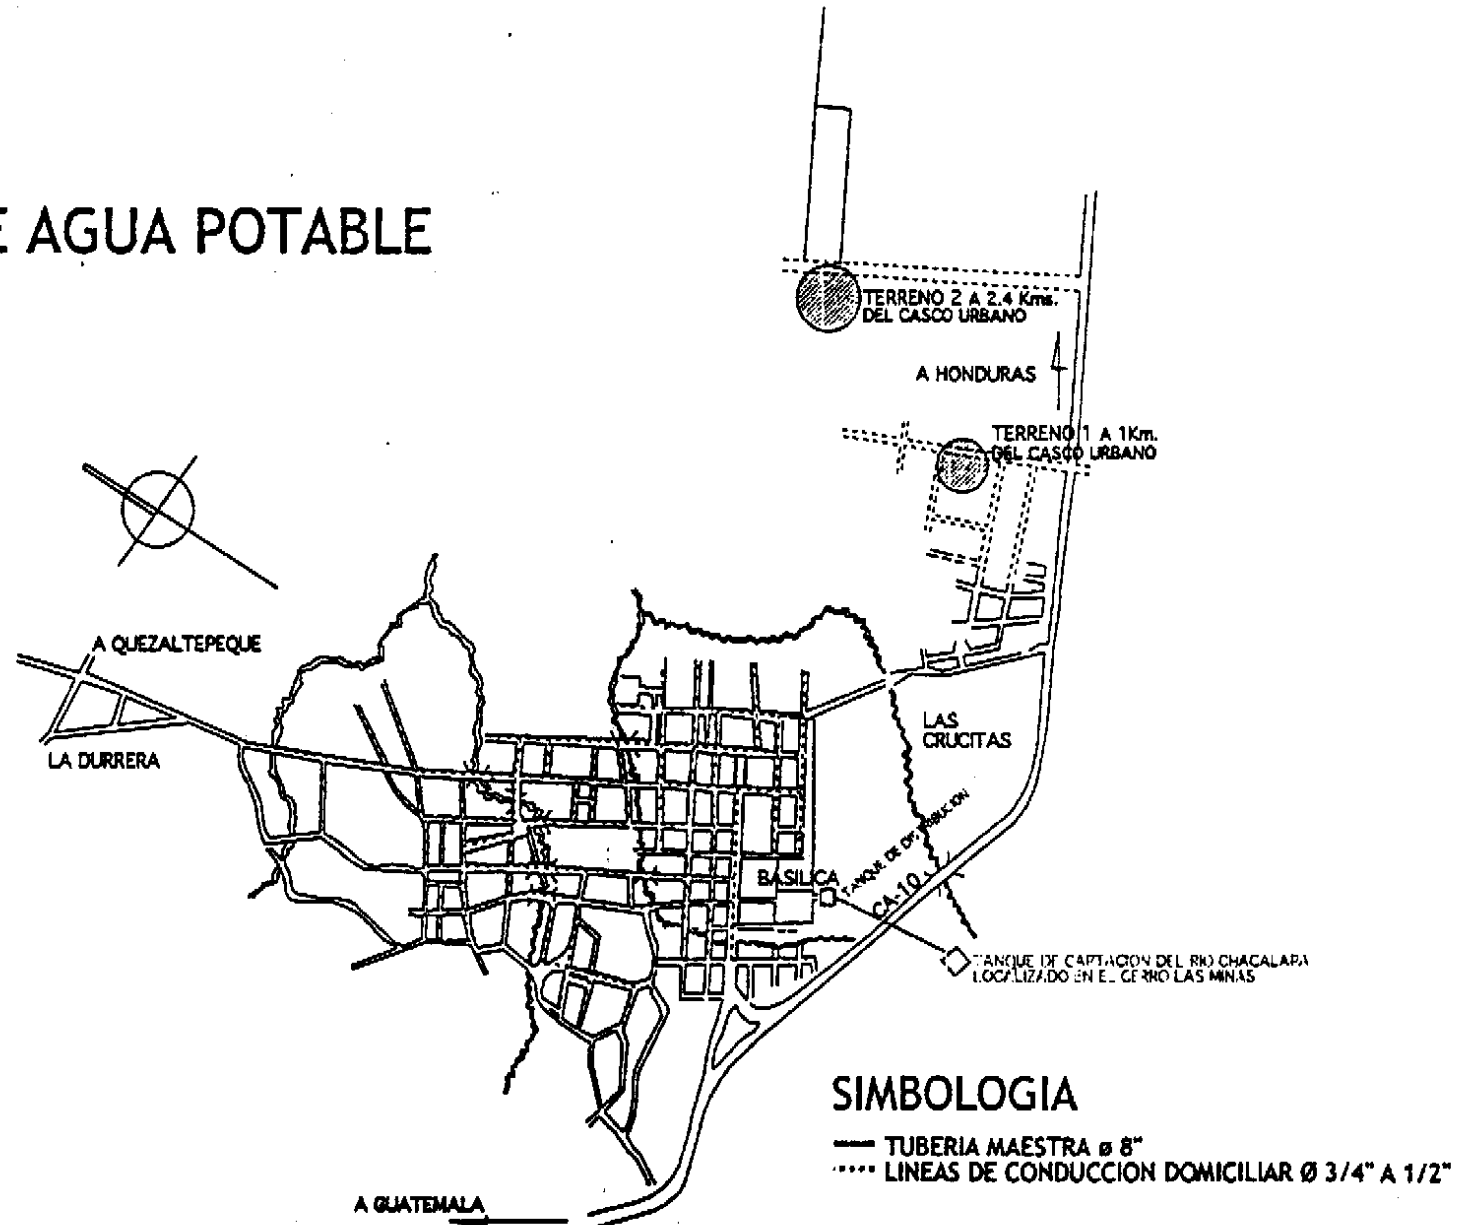 E AGUA POTABLE
TERRENO 2 A 2.4 Kms.
DEL CASCO URBANO
A HONDURAS
TERRENO 1 A 1Km.
DEL CASCO URBANO
A QUEZALTEPEQUE
LA DURRERA
LAS
CRUCITAS
TANQUE DE
BASILICA
CA-10
TANQUE DE CAPTACION DEL RIO CHACALAPA
LOCALIZADO EN EL CERRO LAS MINAS
SIMBOLOGIA
TUBERIA MAESTRA ø 8"
LINEAS DE CONDUCCION DOMICILIAR Ø 3/4" A 1/2"
A GUATEMALA